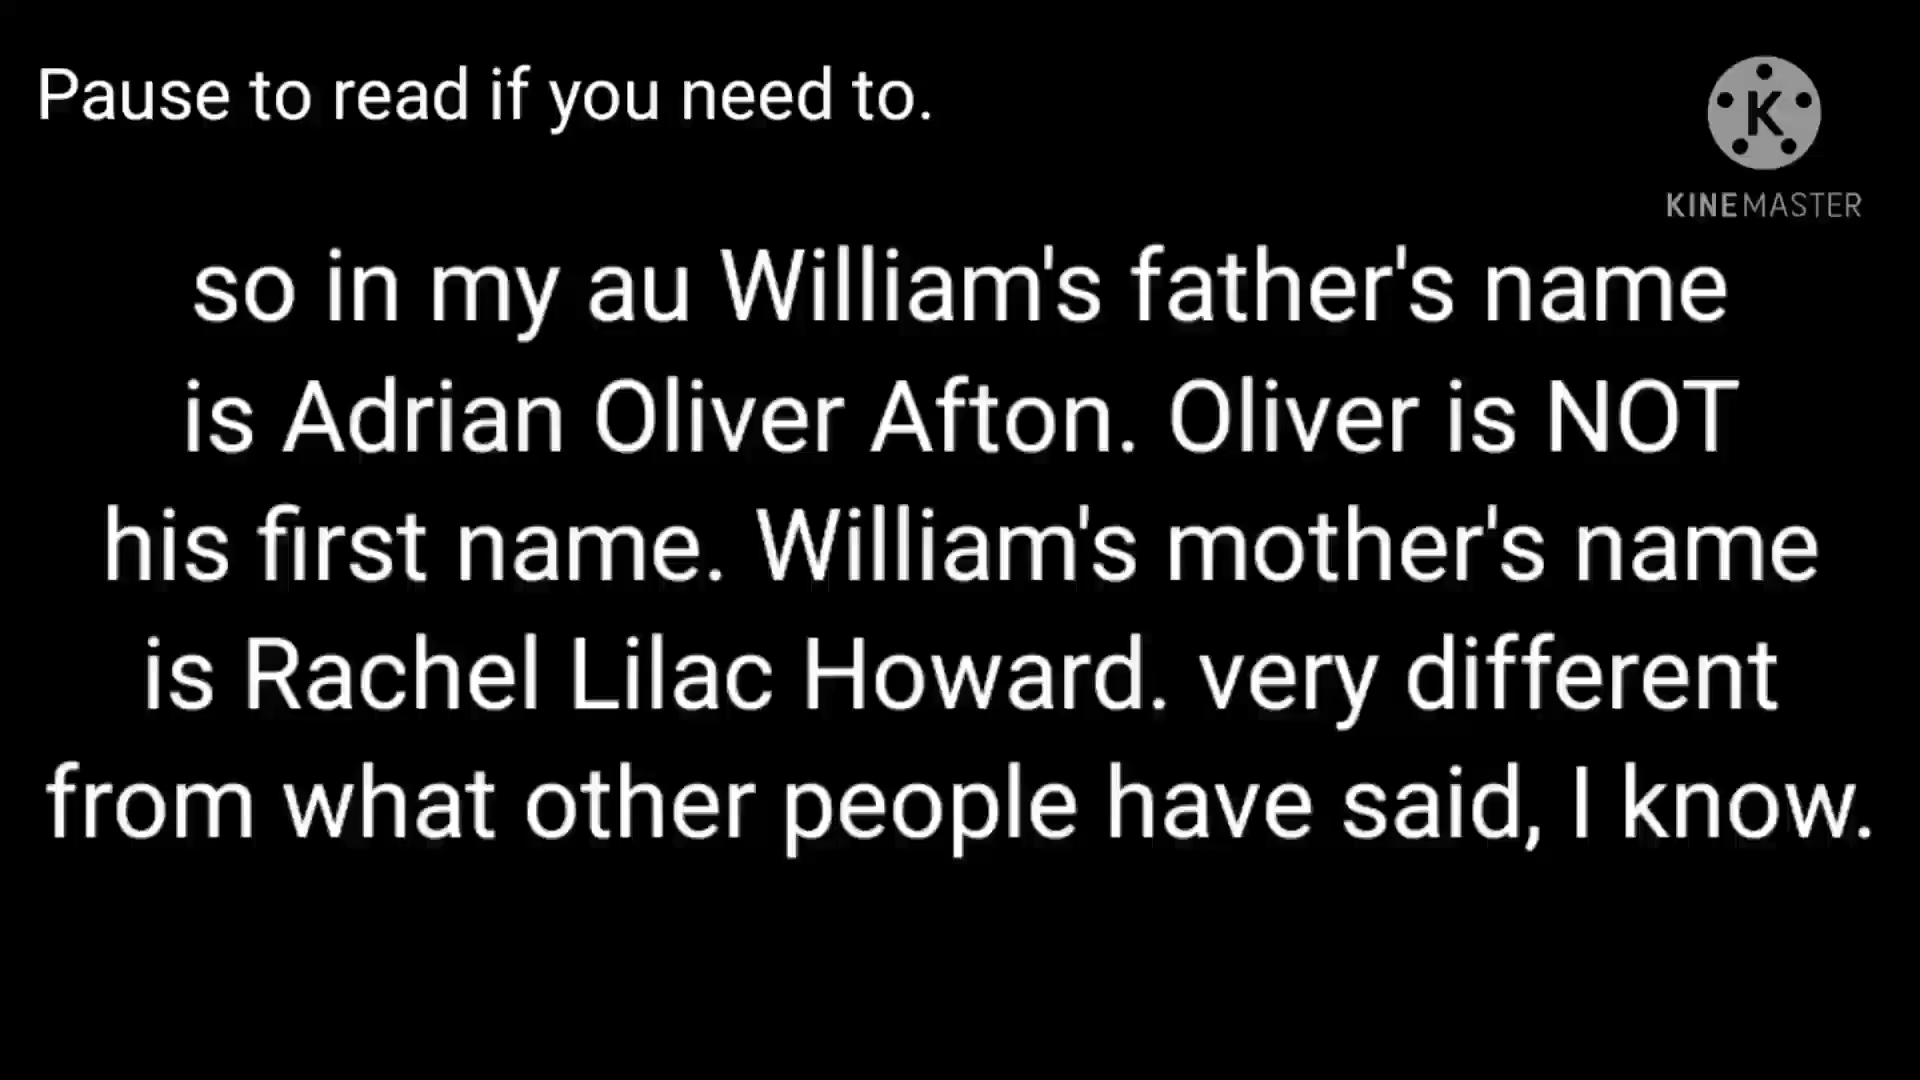 Pause to read if you need to.
K
KINEMASTER
so in my au William's father's name
is Adrian Oliver Afton. Oliver is NOT
his first name. William's mother's name
is Rachel Lilac Howard. very different
from what other people have said, I know.